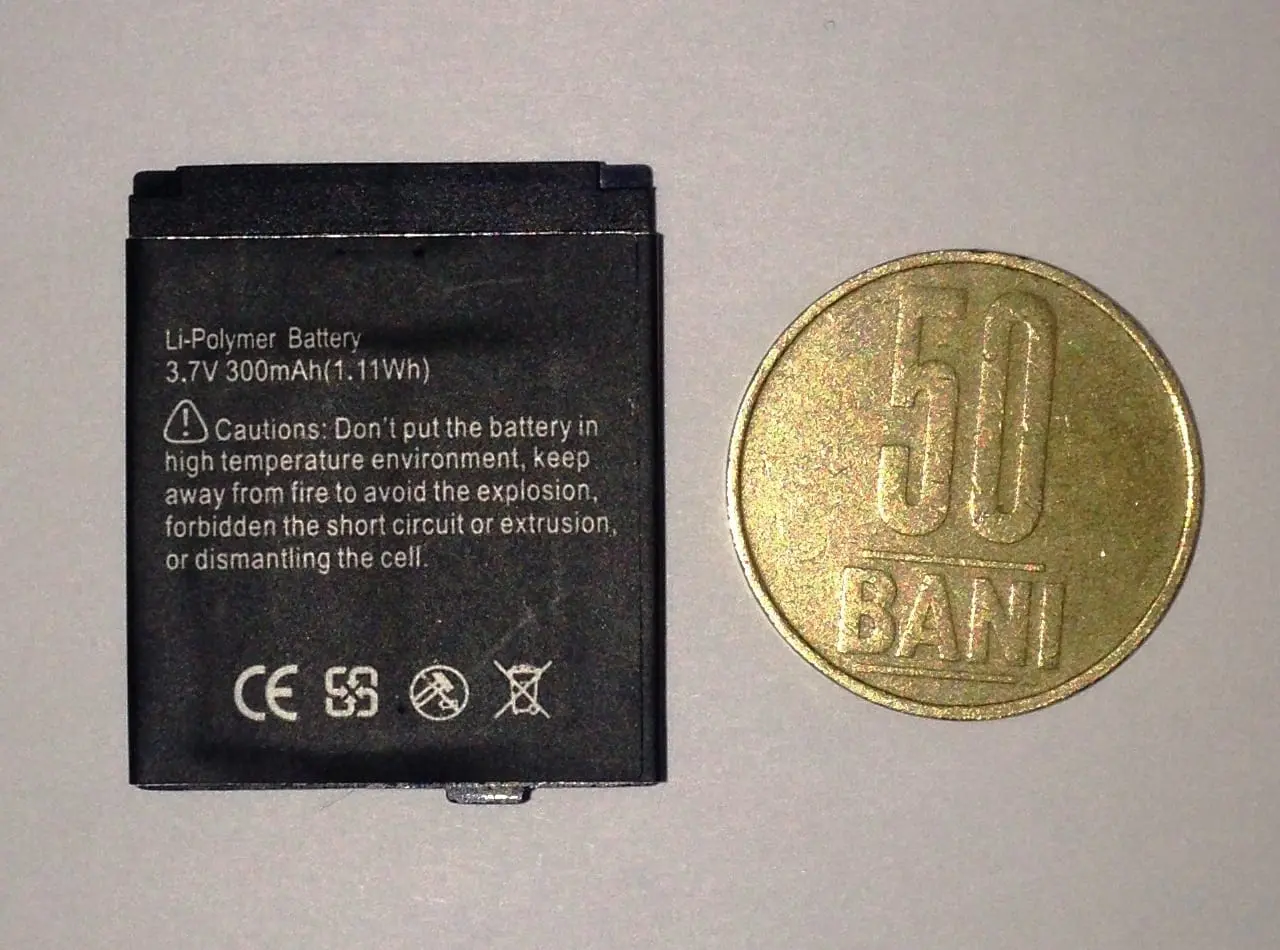 Li-Polymer Battery
3.7V 300mAh(1.11Wh)
Cautions: Don't put the battery in
high temperature environment, keep
away from fire to avoid the explosion,
forbidden the short circuit or extrusion,
or dismantling the cell.
CE
50
BANI